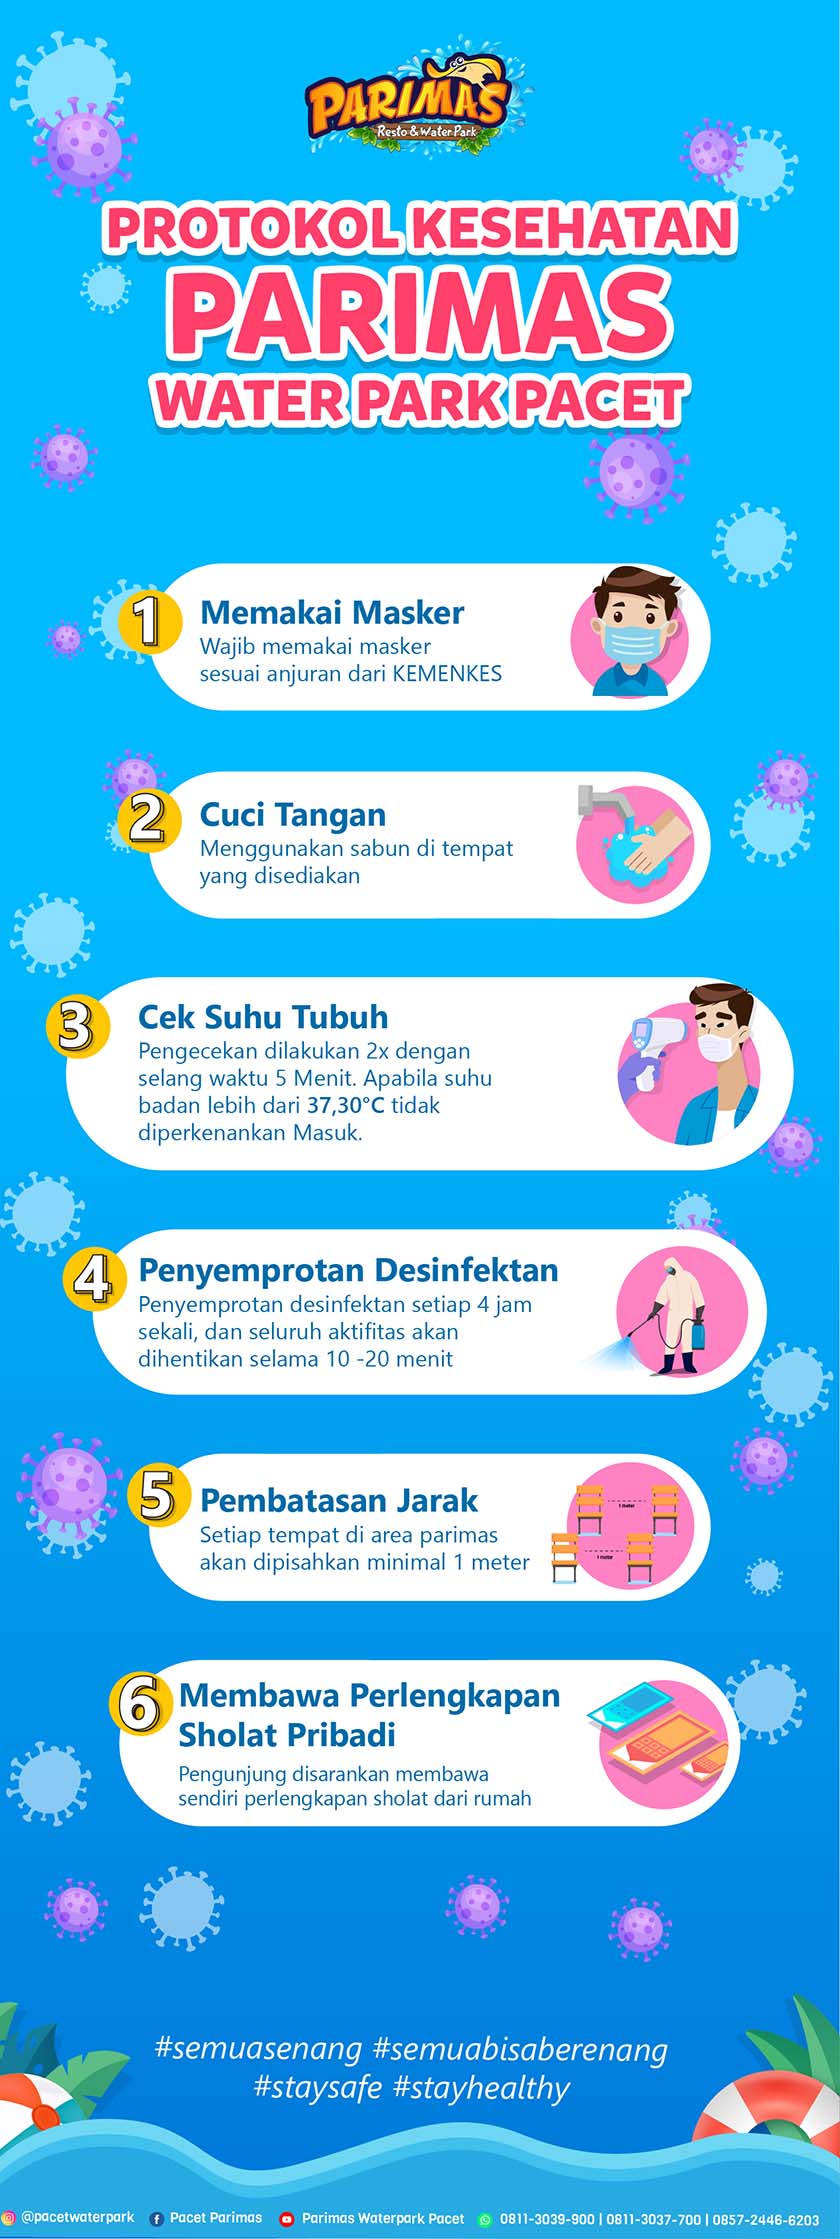 PARIMAS
Resto & Water Park
PROTOKOL KESEHATAN
PARIMAS
WATER PARK PACET
1
Memakai Masker
Wajib memakai masker
sesuai anjuran dari KEMENKES
2
Cuci Tangan
Menggunakan sabun di tempat
yang disediakan
3
Cek Suhu Tubuh
Pengecekan dilakukan 2x dengan
selang waktu 5 Menit. Apabila suhu
badan lebih dari 37,30°C tidak
diperkenankan Masuk.
4
Penyemprotan Desinfektan
Penyemprotan desinfektan setiap 4 jam
sekali, dan seluruh aktifitas akan
dihentikan selama 10 -20 menit
5
Pembatasan Jarak
Setiap tempat di area parimas
akan dipisahkan minimal 1 meter
1 meter
1 meter
6
Membawa Perlengkapan
Sholat Pribadi
Pengunjung disarankan membawa
sendiri perlengkapan sholat dari rumah
#semuasenang #semuabisaberenang
#staysafe #stayhealthy
@pacetwaterpark Pacet Parimas Parimas Waterpark Pacet 0811-3039-900 | 0811-3037-700 | 0857-2446-6203